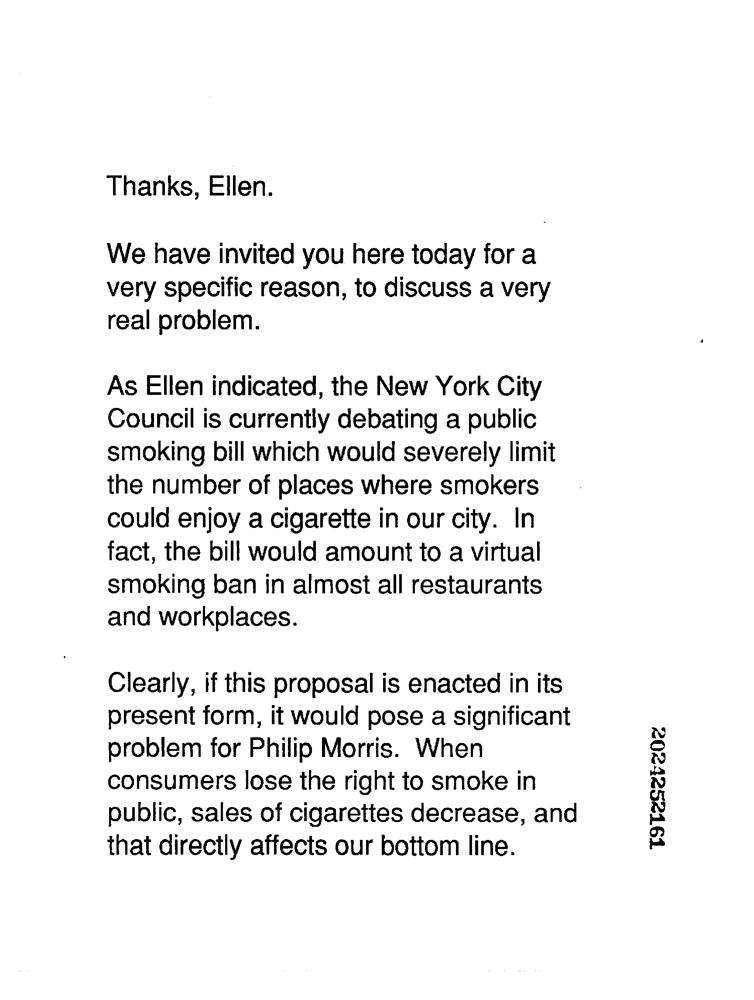 Thanks, Ellen.
We have invited you here today for a
very specific reason, to discuss a very
real problem.
As Ellen indicated, the New York City
Council is currently debating a public
smoking bill which would severely limit
the number of places where smokers
could enjoy a cigarette in our city.  In
fact, the bill would amount to a virtual
smoking ban in almost all restaurants
and workplaces.
Clearly, if this proposal is enacted in its
present form, it would pose a significant
problem for Philip Morris.  When
consumers lose the right to smoke in
public, sales of cigarettes decrease, and
that directly affects our bottom line.
2024252161